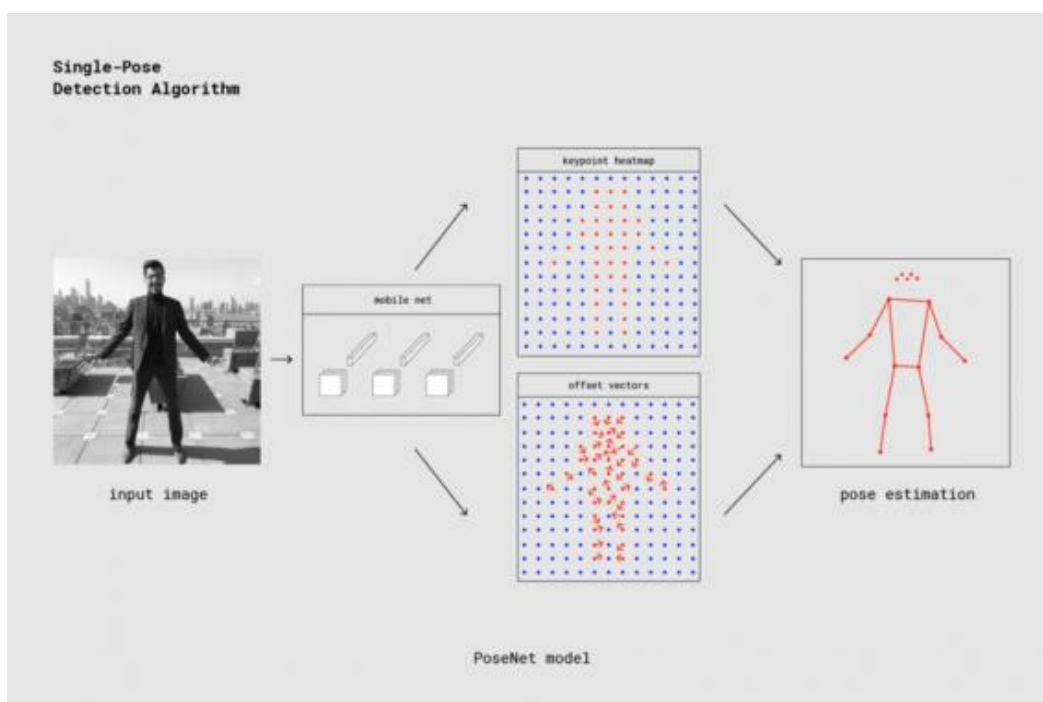 Single-Pose
Detection Algorithm
keypoint heatmap
mobile net
offset vectors
input image
pose estimation
PoseNet model